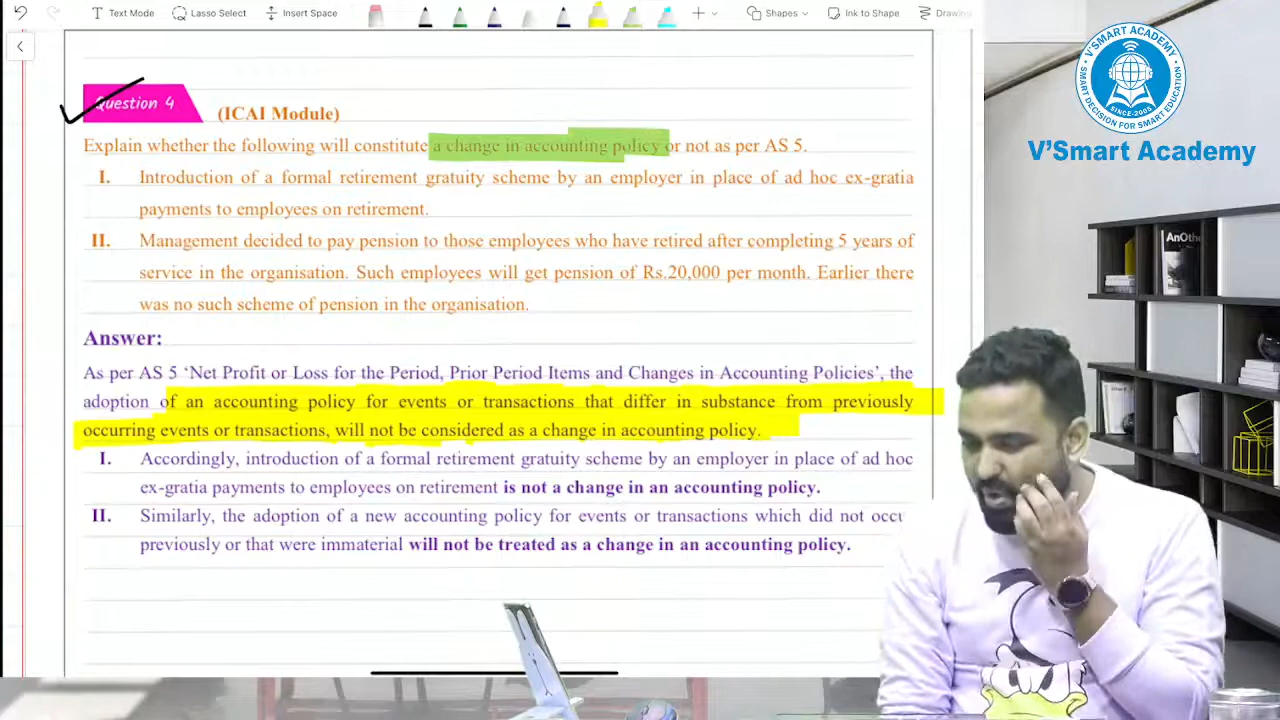 Text Mode Lasso Select Insert Space Shapes Ink to Shape Drawing
V'SMART ACADEMY
SMART DECISION FOR SMART EDUCATION
SINCE-2005
V'Smart Academy
Question 4 (ICAI Module)
Explain whether the following will constitute a change in accounting policy or not as per AS 5.
I. Introduction of a formal retirement gratuity scheme by an employer in place of ad hoc ex-gratia
payments to employees on retirement.
II. Management decided to pay pension to those employees who have retired after completing 5 years of
service in the organisation. Such employees will get pension of Rs.20,000 per month. Earlier there
was no such scheme of pension in the organisation.
Answer:
As per AS 5 ‘Net Profit or Loss for the Period, Prior Period Items and Changes in Accounting Policies’, the
adoption of an accounting policy for events or transactions that differ in substance from previously
occurring events or transactions, will not be considered as a change in accounting policy.
I. Accordingly, introduction of a formal retirement gratuity scheme by an employer in place of ad hoc
ex-gratia payments to employees on retirement is not a change in an accounting policy.
II. Similarly, the adoption of a new accounting policy for events or transactions which did not occu
previously or that were immaterial will not be treated as a change in an accounting policy.